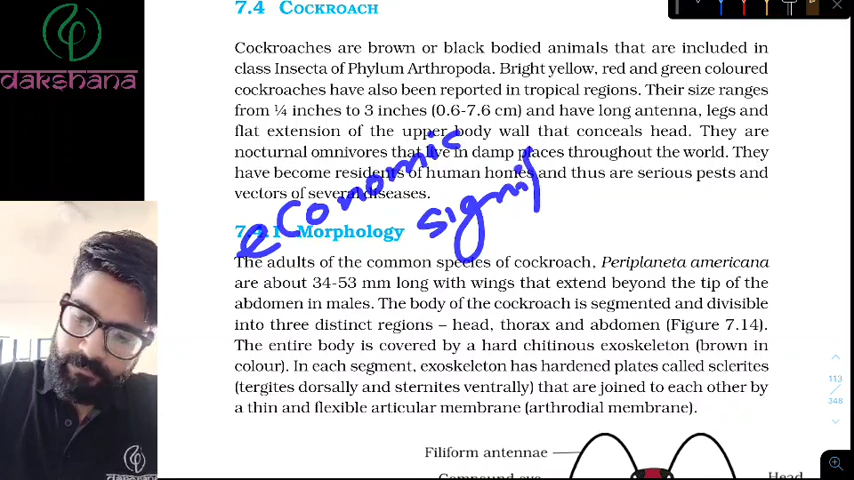 dakshana
7.4 COCKROACH
Cockroaches are brown or black bodied animals that are included in
class Insecta of Phylum Arthropoda. Bright yellow, red and green coloured
cockroaches have also been reported in tropical regions. Their size ranges
from ¼ inches to 3 inches (0.6-7.6 cm) and have long antenna, legs and
flat extension of the upper body wall that conceals head. They are
nocturnal omnivores that live in damp places throughout the world. They
have become residents of human homes and thus are serious pests and
vectors of several diseases.
economic
signif
7.4.1 Morphology
The adults of the common species of cockroach, Periplaneta americana
are about 34-53 mm long with wings that extend beyond the tip of the
abdomen in males. The body of the cockroach is segmented and divisible
into three distinct regions – head, thorax and abdomen (Figure 7.14).
The entire body is covered by a hard chitinous exoskeleton (brown in
colour). In each segment, exoskeleton has hardened plates called sclerites
(tergites dorsally and sternites ventrally) that are joined to each other by
a thin and flexible articular membrane (arthrodial membrane).
Filiform antennae
Compound eye
Head
113
348
dakshana